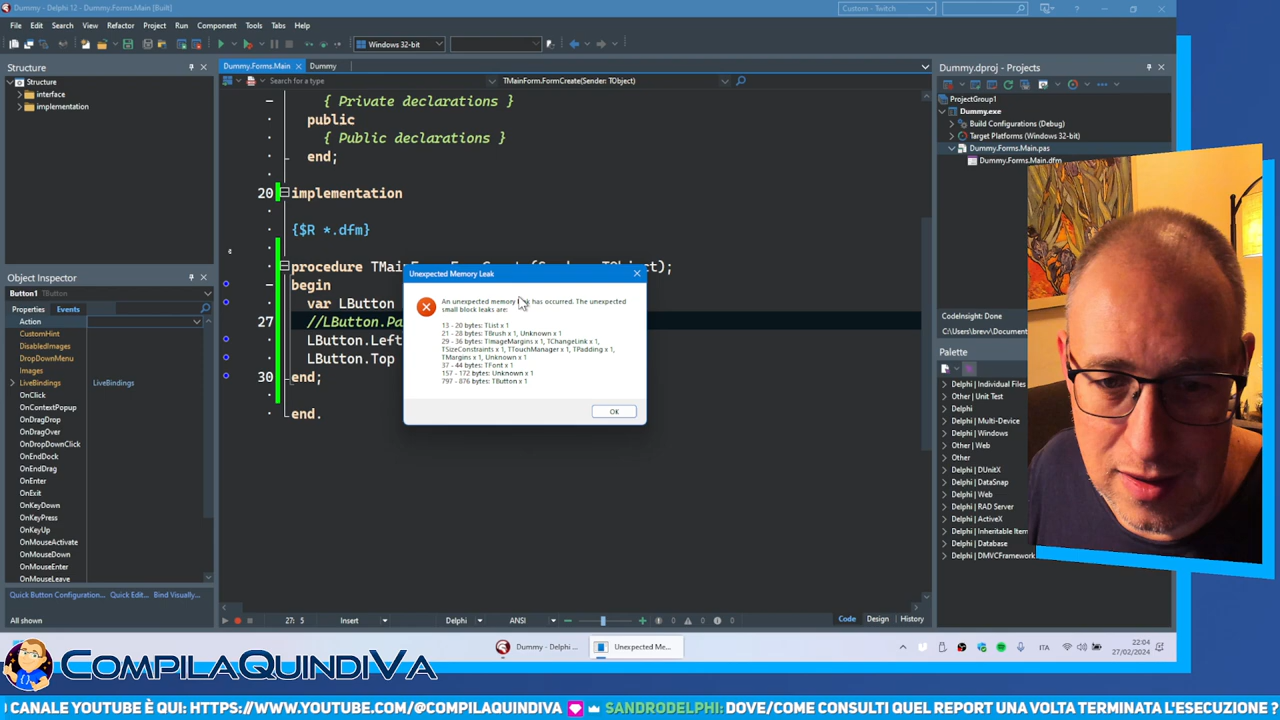 Dummy - Delphi 12 - Dummy.Forms.Main [Built]
Custom - Twitch
File Edit Search View Refactor Project Run Component Tools Tabs Help
Windows 32-bit
Structure
Structure
interface
implementation
Dummy.Forms.Main
Dummy
Search for a type
TMainForm.FormCreate(Sender: TObject)
{ Private declarations }
public
{ Public declarations }
end;
20 implementation
{$R *.dfm}
begin
var LButton
27
LButton.Left
LButton.Top
30 end;
end.
Unexpected Memory Leak
An unexpected memory leak has occurred. The unexpected
small block leaks are:
13 - 20 bytes: TList x 1
21 - 28 bytes: TBrush x 1, Unknown x 1
29 - 36 bytes: TImageMargins x 1, TChangeLink x 1,
TSizeConstraints x 1, TTouchManager x 1, TPadding x 1,
TMargins x 1, Unknown x 1
37 - 44 bytes: TFont x 1
157 - 172 bytes: Unknown x 1
797 - 876 bytes: TButton x 1
OK
Object Inspector
Button1 TButton
Properties Events
Action
CustomHint
DisabledImages
DropDownMenu
Images
LiveBindings LiveBindings
OnClick
OnContextPopup
OnDragDrop
OnDragOver
OnDropDownClick
OnEndDock
OnEndDrag
OnEnter
OnExit
OnKeyDown
OnKeyPress
OnKeyUp
OnMouseActivate
OnMouseDown
OnMouseEnter
OnMouseLeave
Quick Button Configuration... Quick Edit... Bind Visually...
All shown
27: 5 Insert Delphi ANSI 0 0 0 Code Design History
Dummy.dproj - Projects
ProjectGroup1
Dummy.exe
Build Configurations (Debug)
Target Platforms (Windows 32-bit)
Dummy.Forms.Main.pas
Dummy.Forms.Main.dfm
CodeInsight: Done
C:\Users\brevv\
Palette
Delphi | Individual Files
Other | Unit Test
Delphi
Delphi | Multi-Device
Delphi | Windows
Other | Web
Other
Delphi | DUnitX
Delphi | DataSnap
Delphi | Web
Delphi | RAD Server
Delphi | ActiveX
Delphi | Inheritable Item
Delphi | Database
Delphi | DMVCFramework
Dummy - Delphi ...
Unexpected Me...
ITA
22:04
27/02/2024
COMPILAQUINDIVA
CANALE YOUTUBE È QUI: HTTPS://WWW.YOUTUBE.COM/@COMPILAQUINDIVA SANDRODELPHI: DOVE/COME CONSULTI QUEL REPORT UNA VOLTA TERMINATA L'ESECUZIONE ?